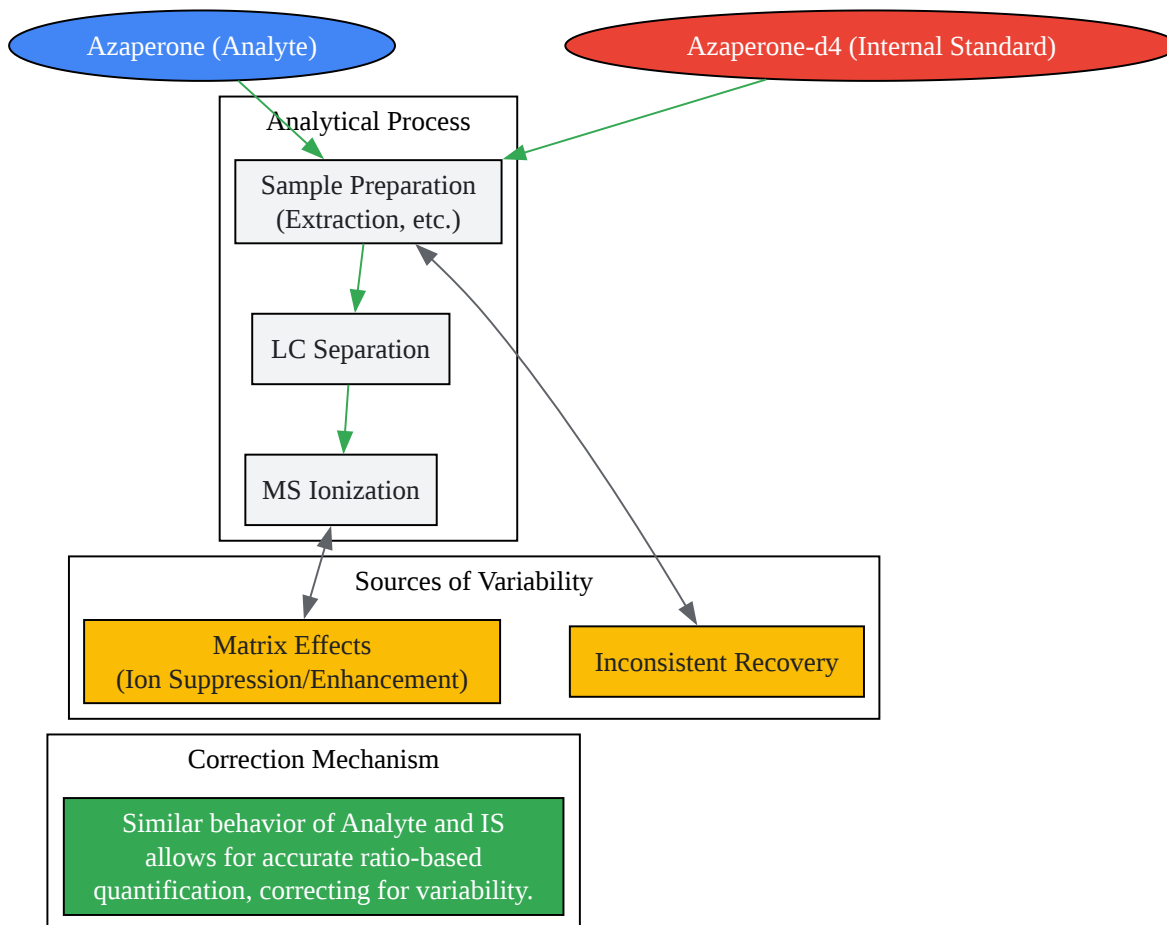 Azaperone (Analyte)
Azaperone-d4 (Internal Standard)
Analytical Process
Sample Preparation
(Extraction, etc.)
LC Separation
MS Ionization
Sources of Variability
Matrix Effects
(Ion Suppression/Enhancement)
Inconsistent Recovery
Correction Mechanism
Similar behavior of Analyte and IS
allows for accurate ratio-based
quantification, correcting for variability.